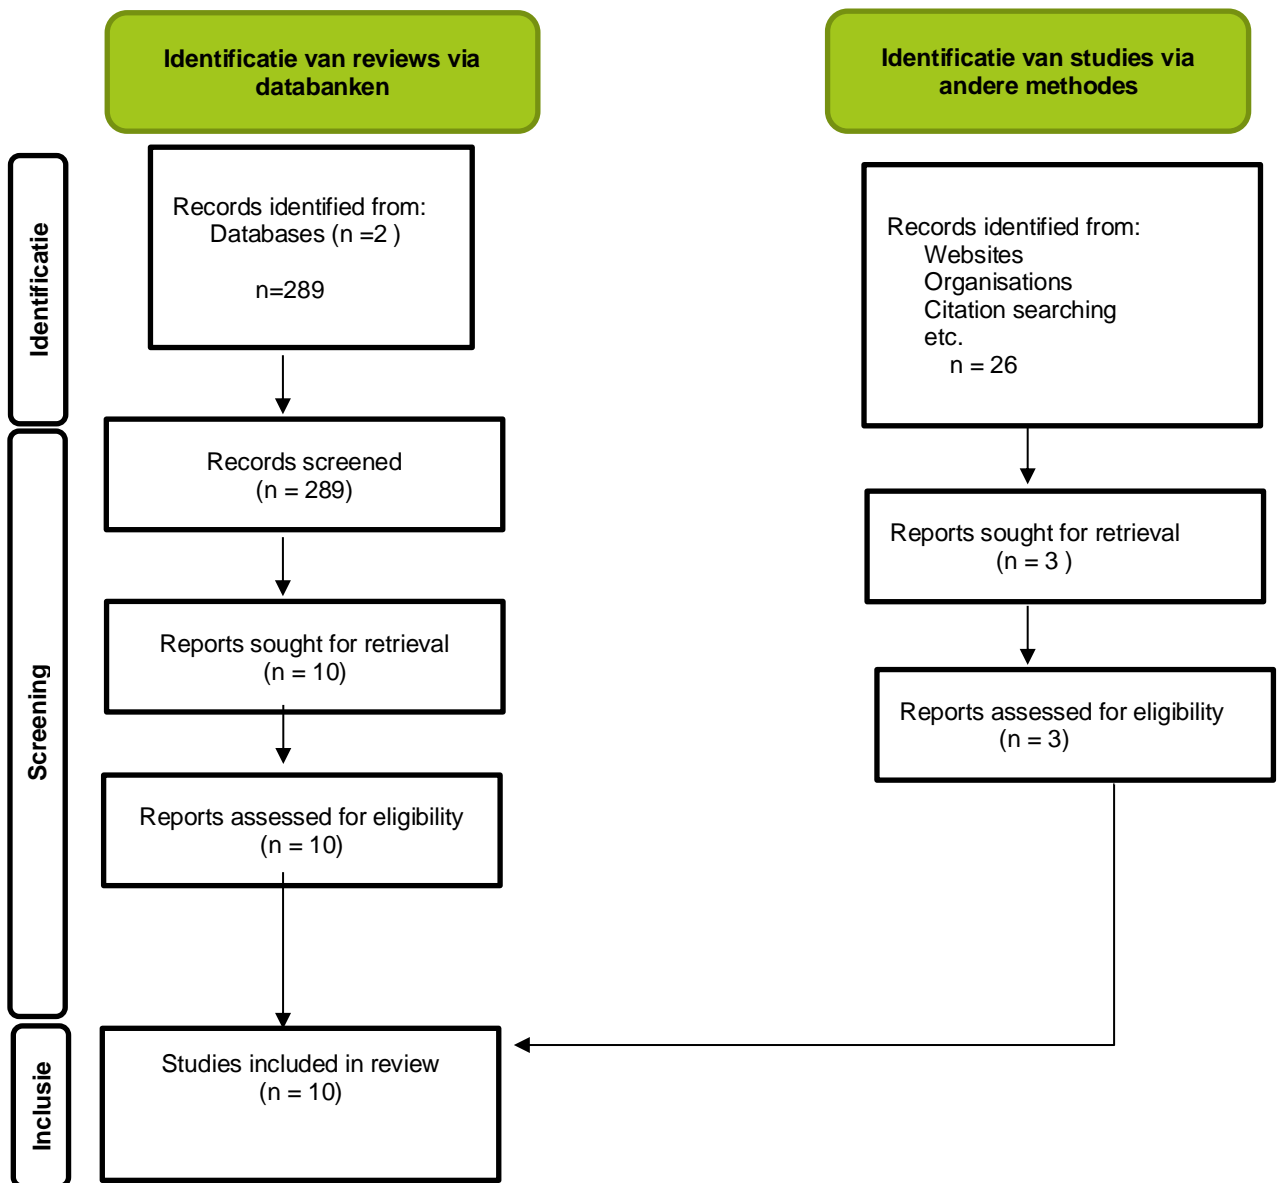 Identificatie van reviews via
databanken
Identificatie van studies via
andere methodes
Identificatie
Records identified from:
Databases (n =2 )
n=289
Records identified from:
Websites
Organisations
Citation searching
etc.
n = 26
Screening
Records screened
(n = 289)
Reports sought for retrieval
(n = 3 )
Reports sought for retrieval
(n = 10)
Reports assessed for eligibility
(n = 3)
Reports assessed for eligibility
(n = 10)
Inclusie
Studies included in review
(n = 10)